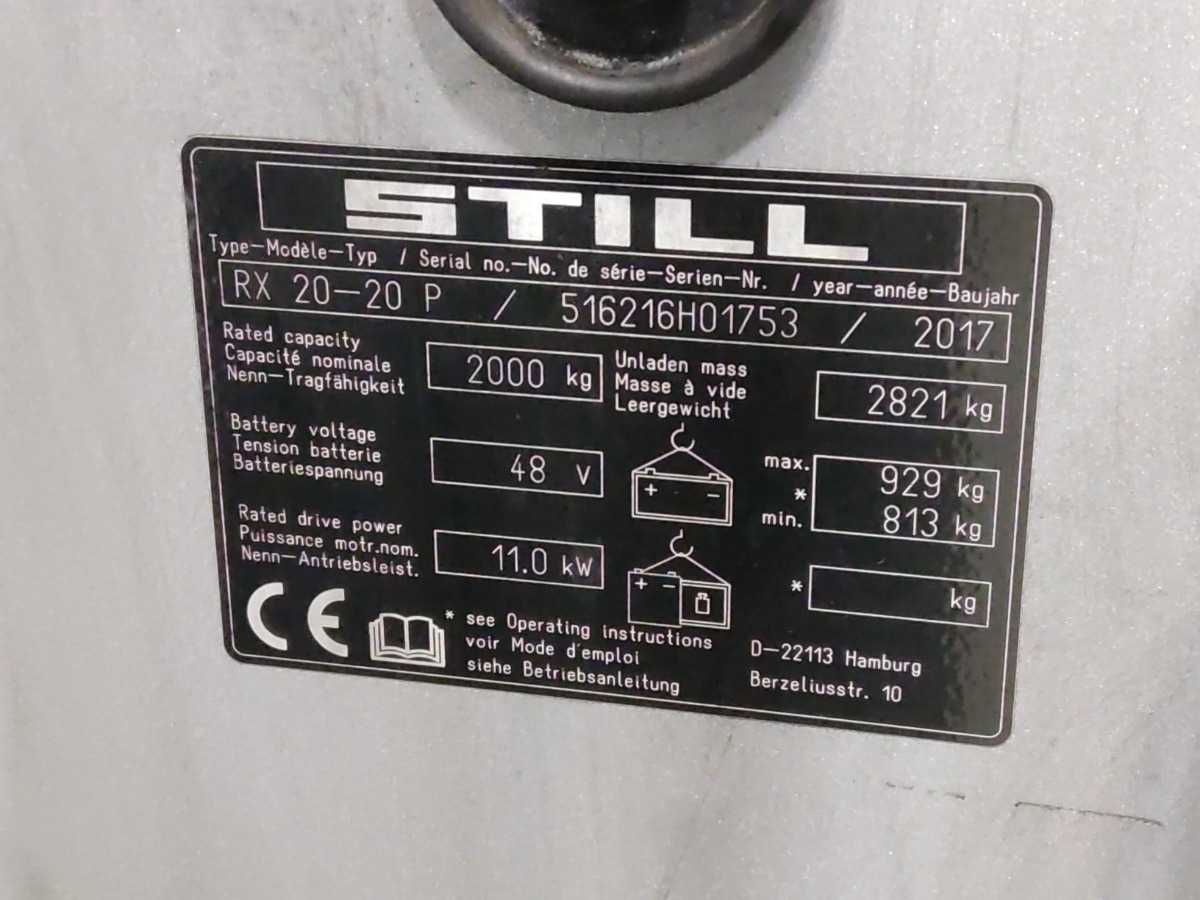 STILL
Type–Modèle–Typ / Serial no.–No. de série–Serien–Nr. / year–année–Baujahr
RX 20–20 P / 516216H01753 / 2017
Rated capacity
Capacité nominale
Nenn–Tragfähigkeit
2000 kg
Unladen mass
Masse à vide
Leergewicht
2821 kg
Battery voltage
Tension batterie
Batteriespannung
48 V
+ –
max. 929 kg
*
min. 813 kg
Rated drive power
Puissance motr.nom.
Nenn–Antriebsleist.
11.0 kW
+ –
* kg
CE
* see Operating instructions
voir Mode d'emploi
siehe Betriebsanleitung
D–22113 Hamburg
Berzeliusstr. 10